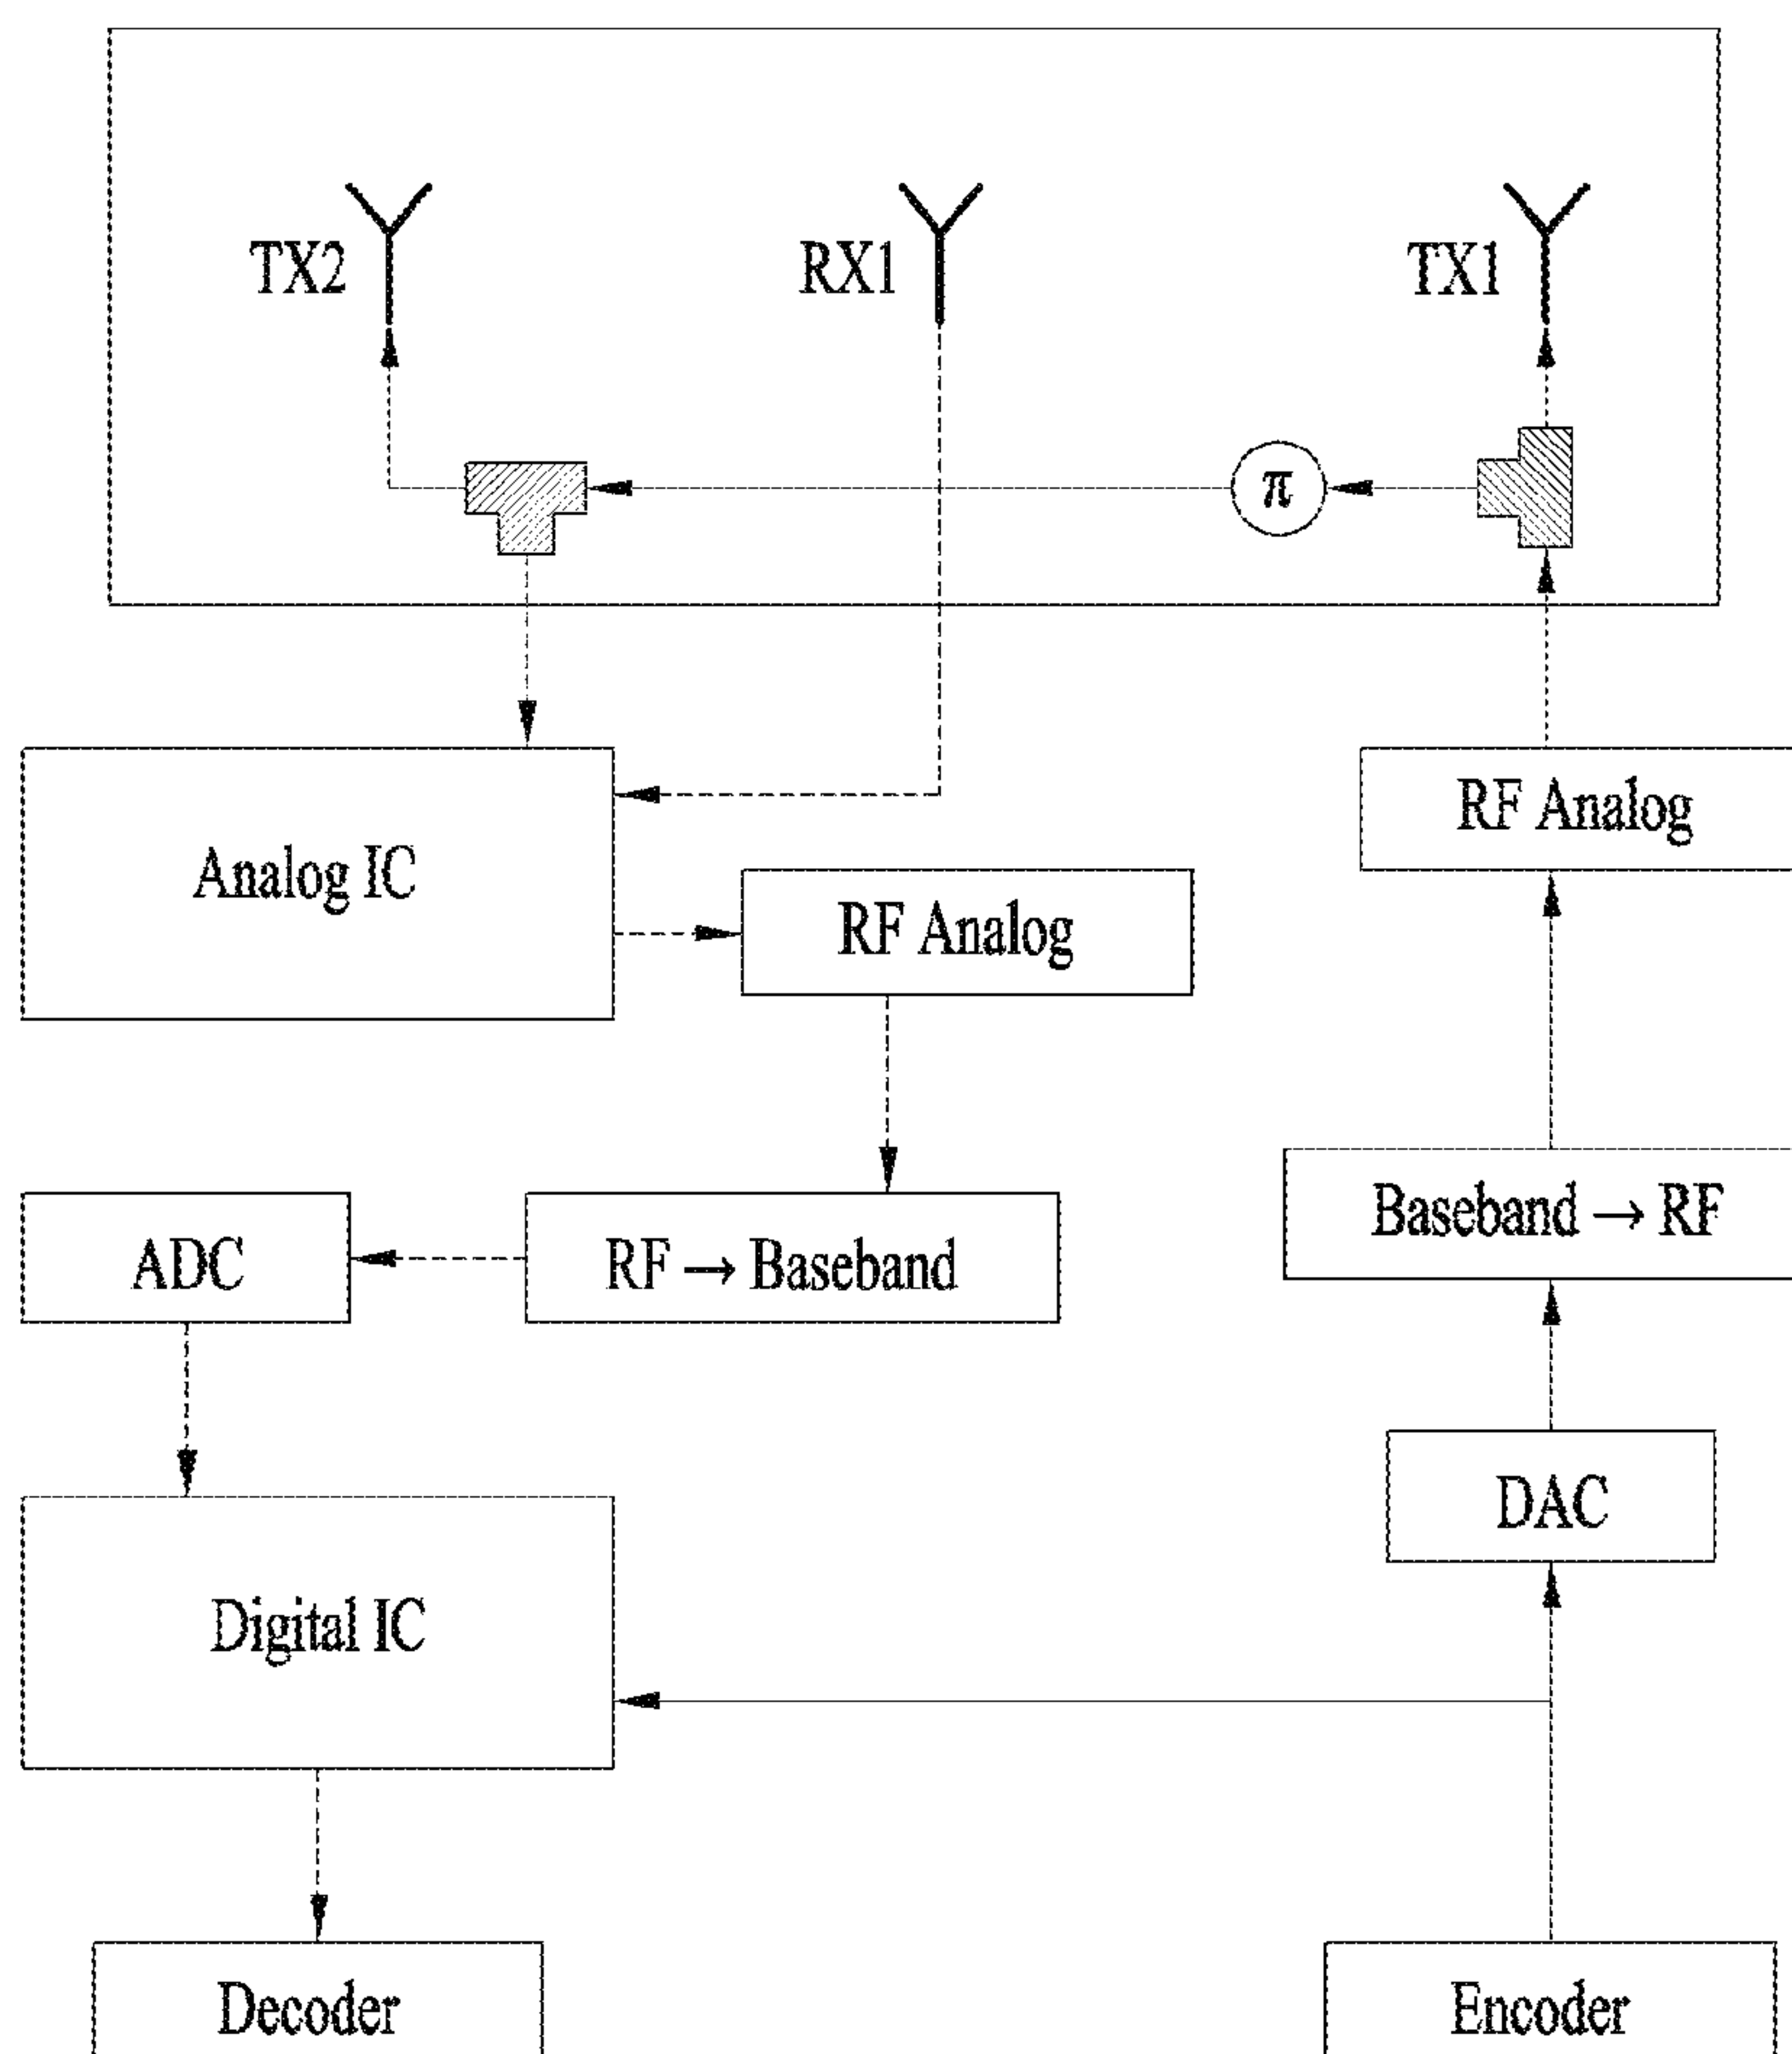 TX2
RX1
TX1
π
RF Analog
Analog IC
RF Analog
Baseband → RF
ADC
RF → Baseband
DAC
Digital IC
Decoder
Encoder